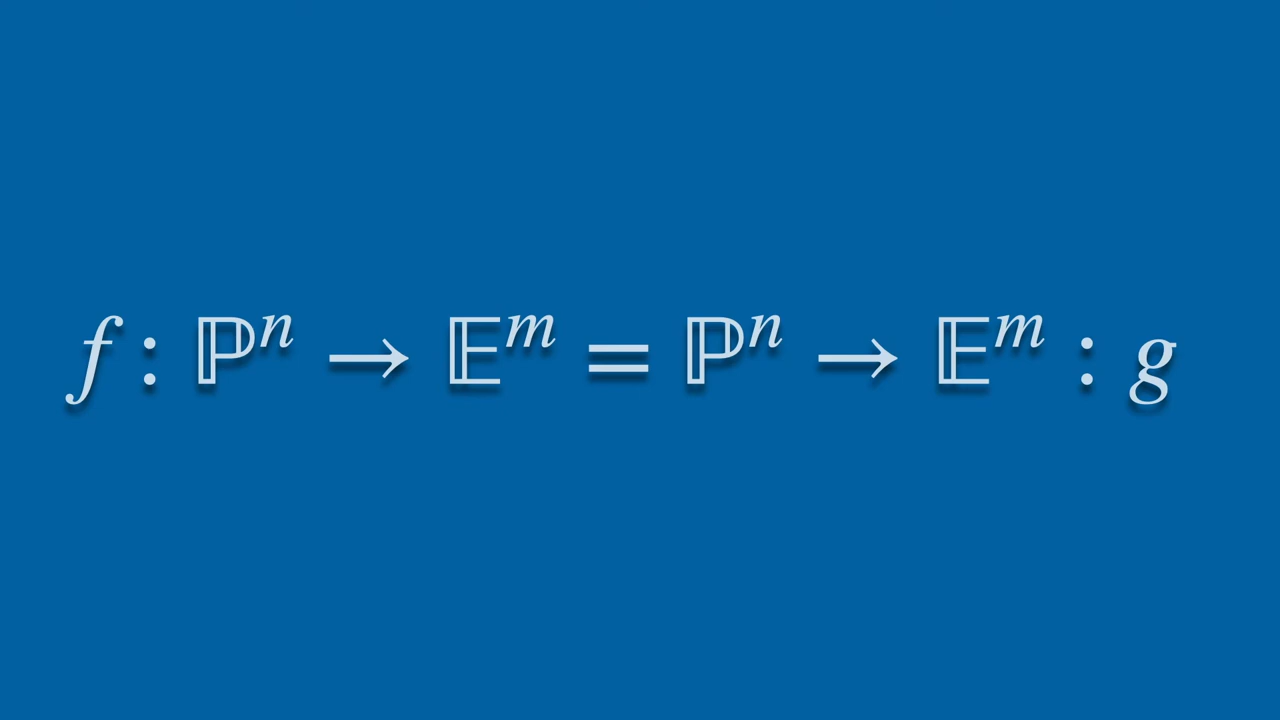 f : ℙⁿ → 𝔼ᵐ = ℙⁿ → 𝔼ᵐ : g